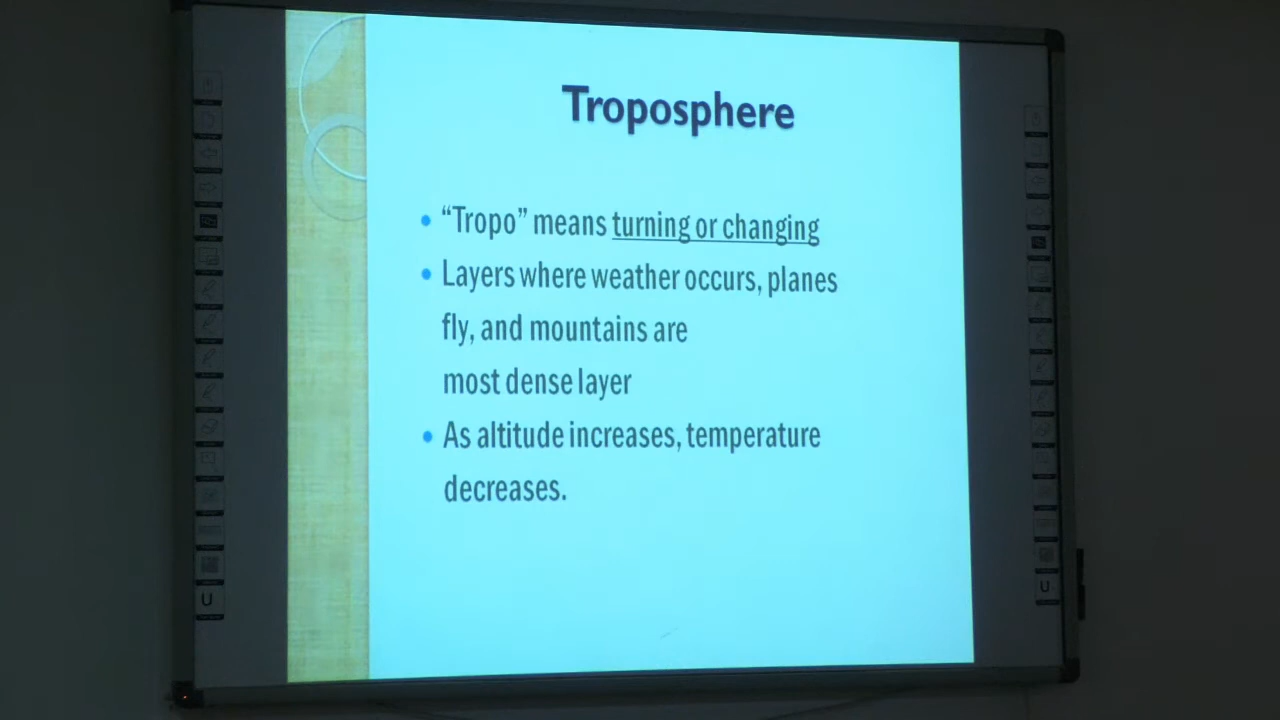 Troposphere
“Tropo” means turning or changing
Layers where weather occurs, planes
fly, and mountains are
most dense layer
As altitude increases, temperature
decreases.
U
U